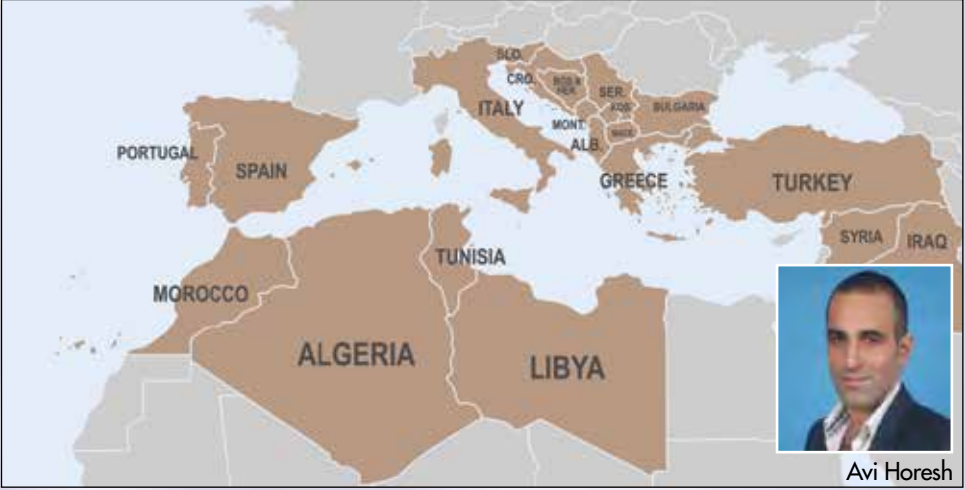 SLO.
CRO.
BOS &
HER.
SER.
ITALY
KOS.
BULGARIA
MONT.
MACE.
ALB.
PORTUGAL
SPAIN
GREECE
TURKEY
SYRIA
IRAQ
TUNISIA
MOROCCO
ALGERIA
LIBYA
Avi Horesh